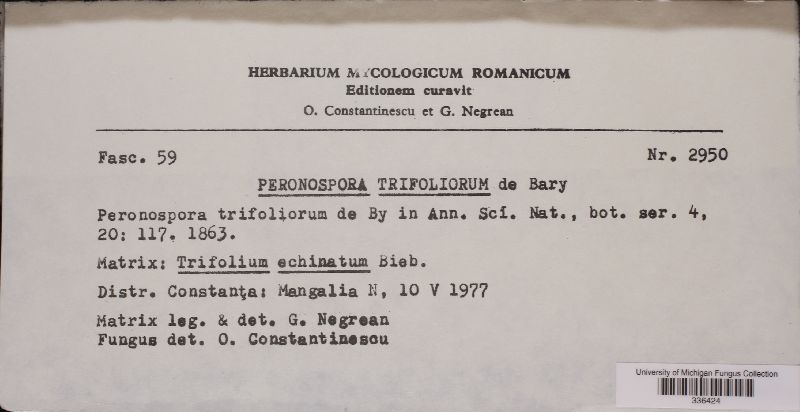 HERBARIUM MYCOLOGICUM ROMANICUM
Editionem curavit
O. Constantinescu et G. Negrean
Fasc. 59 Nr. 2950
PERONOSPORA TRIFOLIORUM de Bary
Peronospora trifoliorum de By in Ann. Sci. Nat., bot. ser. 4,
20: 117. 1863.
Matrix: Trifolium echinatum Bieb.
Distr. Constanţa: Mangalia N, 10 V 1977
Matrix leg. & det. G. Negrean
Fungus det. O. Constantinescu
University of Michigan Fungus Collection
336424